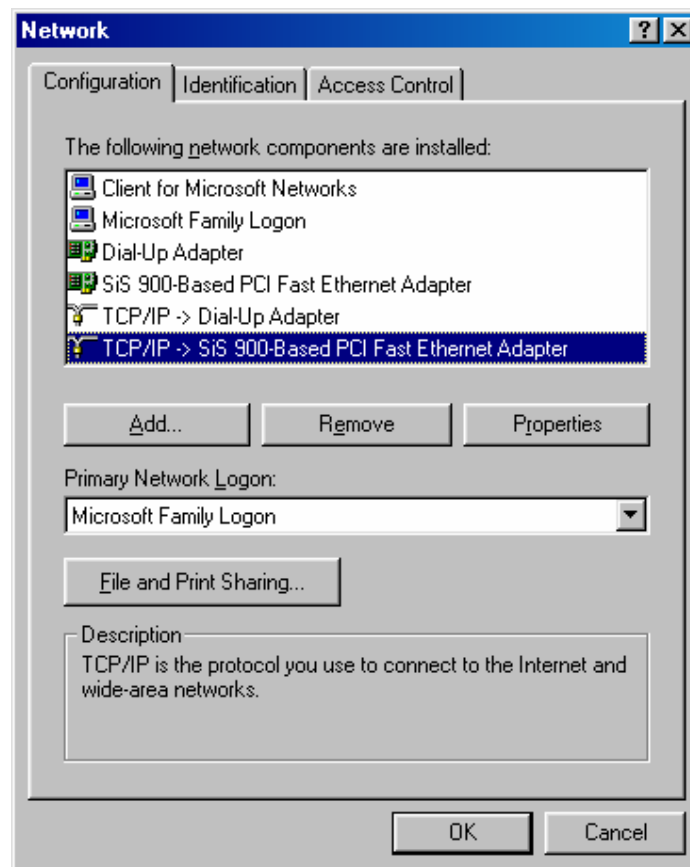 Network
Configuration Identification Access Control
The following network components are installed:
Client for Microsoft Networks
Microsoft Family Logon
Dial-Up Adapter
SiS 900-Based PCI Fast Ethernet Adapter
TCP/IP -> Dial-Up Adapter
TCP/IP -> SiS 900-Based PCI Fast Ethernet Adapter
Add... Remove Properties
Primary Network Logon:
Microsoft Family Logon
File and Print Sharing...
Description
TCP/IP is the protocol you use to connect to the Internet and
wide-area networks.
OK Cancel